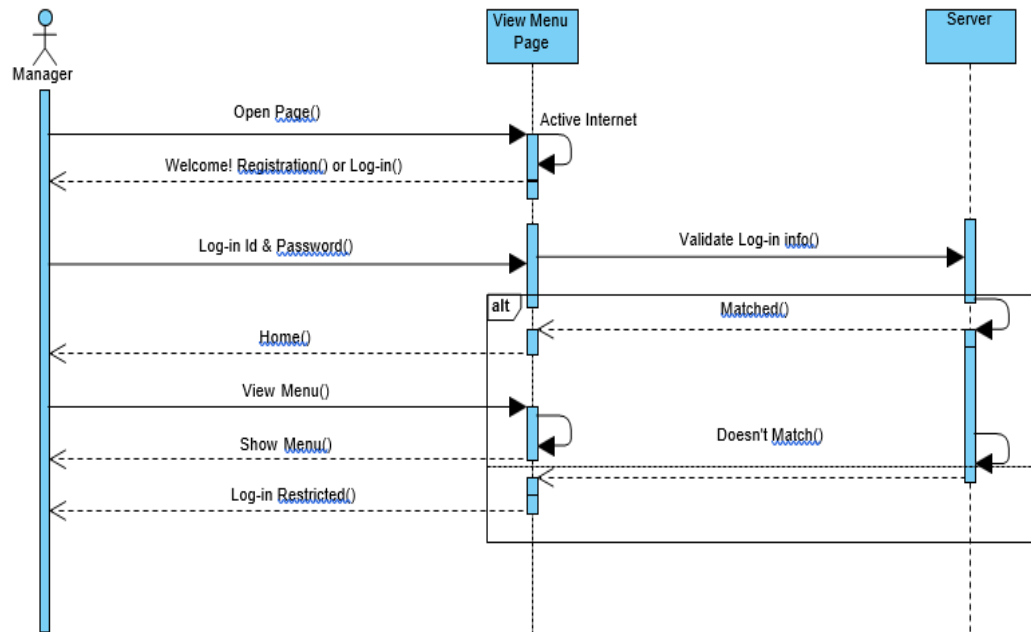 View Menu
Page
Server
Manager
Open Page()
Active Internet
Welcome! Registration() or Log-in()
Log-in Id & Password()
Validate Log-in info()
alt
Matched()
Home()
View Menu()
Doesn't Match()
Show Menu()
Log-in Restricted()